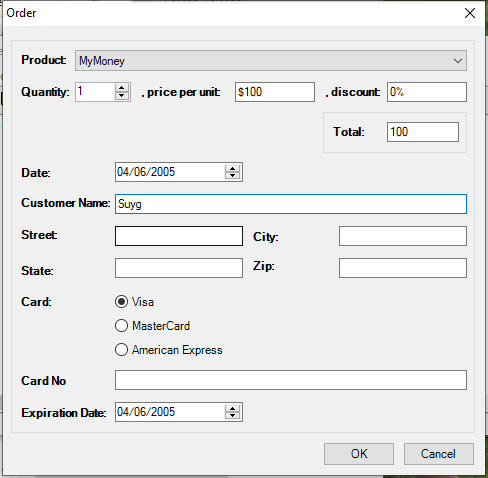 Order
Product: MyMoney
Quantity: 1 , price per unit: $100 , discount: 0%
Total: 100
Date: 04/06/2005
Customer Name: Suyg
Street: City:
State: Zip:
Card: Visa
MasterCard
American Express
Card No
Expiration Date: 04/06/2005
OK Cancel